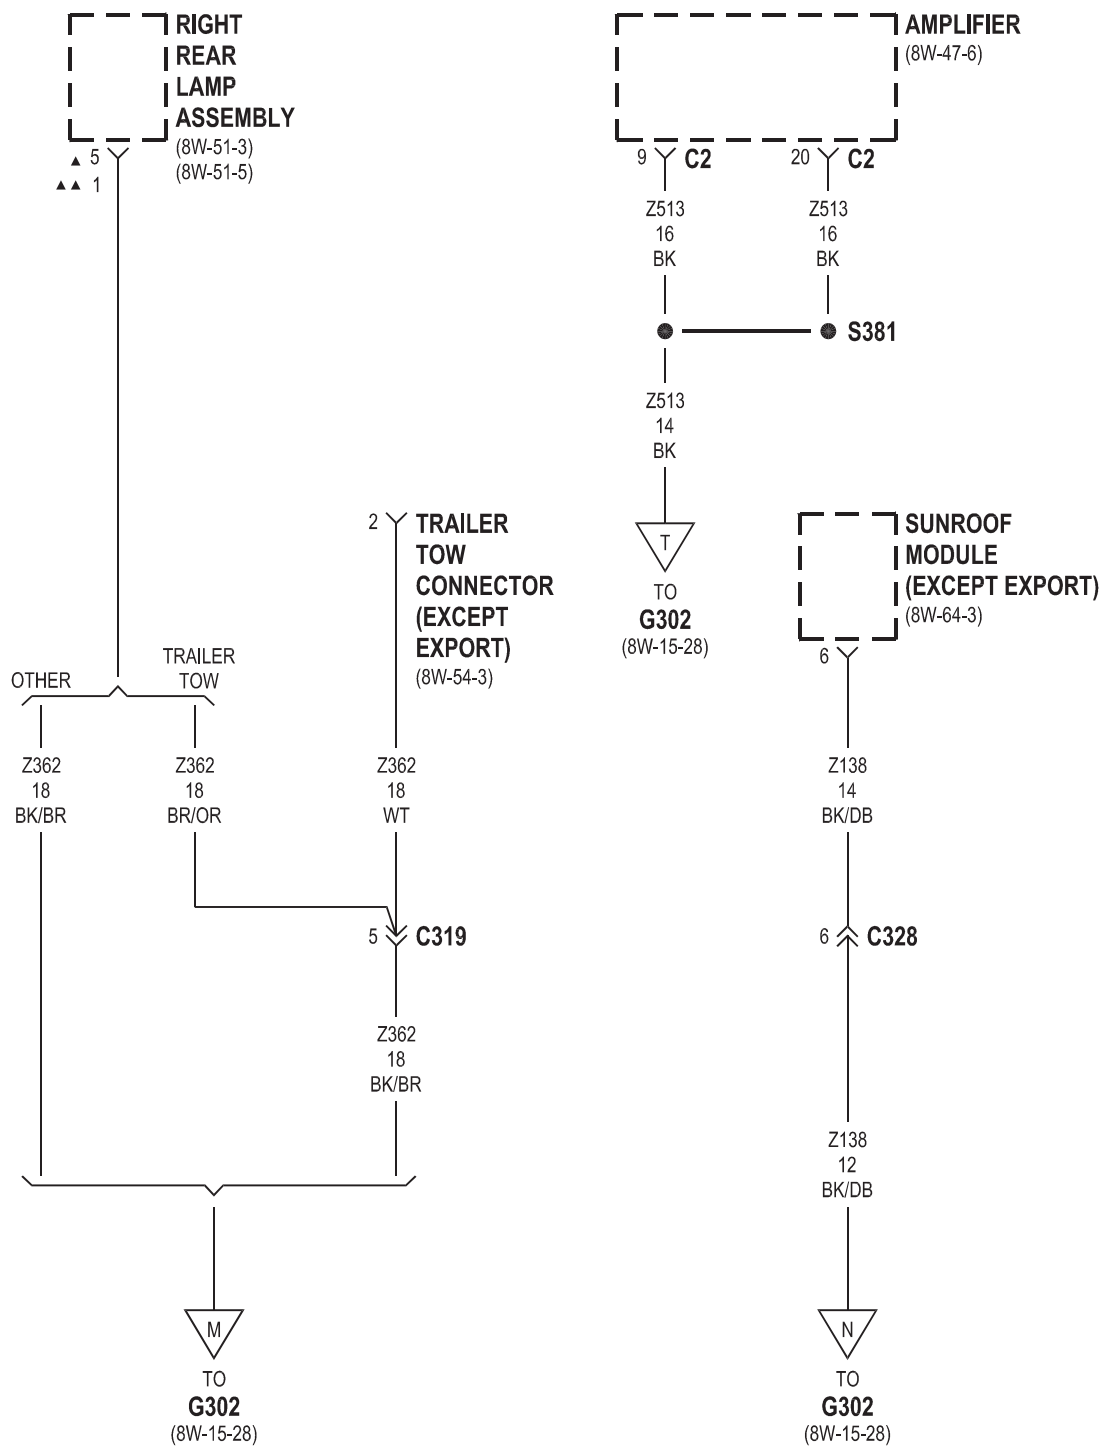 RIGHT
REAR
LAMP
ASSEMBLY
(8W-51-3)
(8W-51-5)
▲ 5
▲▲ 1
OTHER
TRAILER
TOW
Z362
18
BK/BR
Z362
18
BR/OR
2
TRAILER
TOW
CONNECTOR
(EXCEPT
EXPORT)
(8W-54-3)
Z362
18
WT
5 C319
Z362
18
BK/BR
M
TO
G302
(8W-15-28)
AMPLIFIER
(8W-47-6)
9 C2
20 C2
Z513
16
BK
Z513
16
BK
S381
Z513
14
BK
T
TO
G302
(8W-15-28)
SUNROOF
MODULE
(EXCEPT EXPORT)
(8W-64-3)
6
Z138
14
BK/DB
6 C328
Z138
12
BK/DB
N
TO
G302
(8W-15-28)